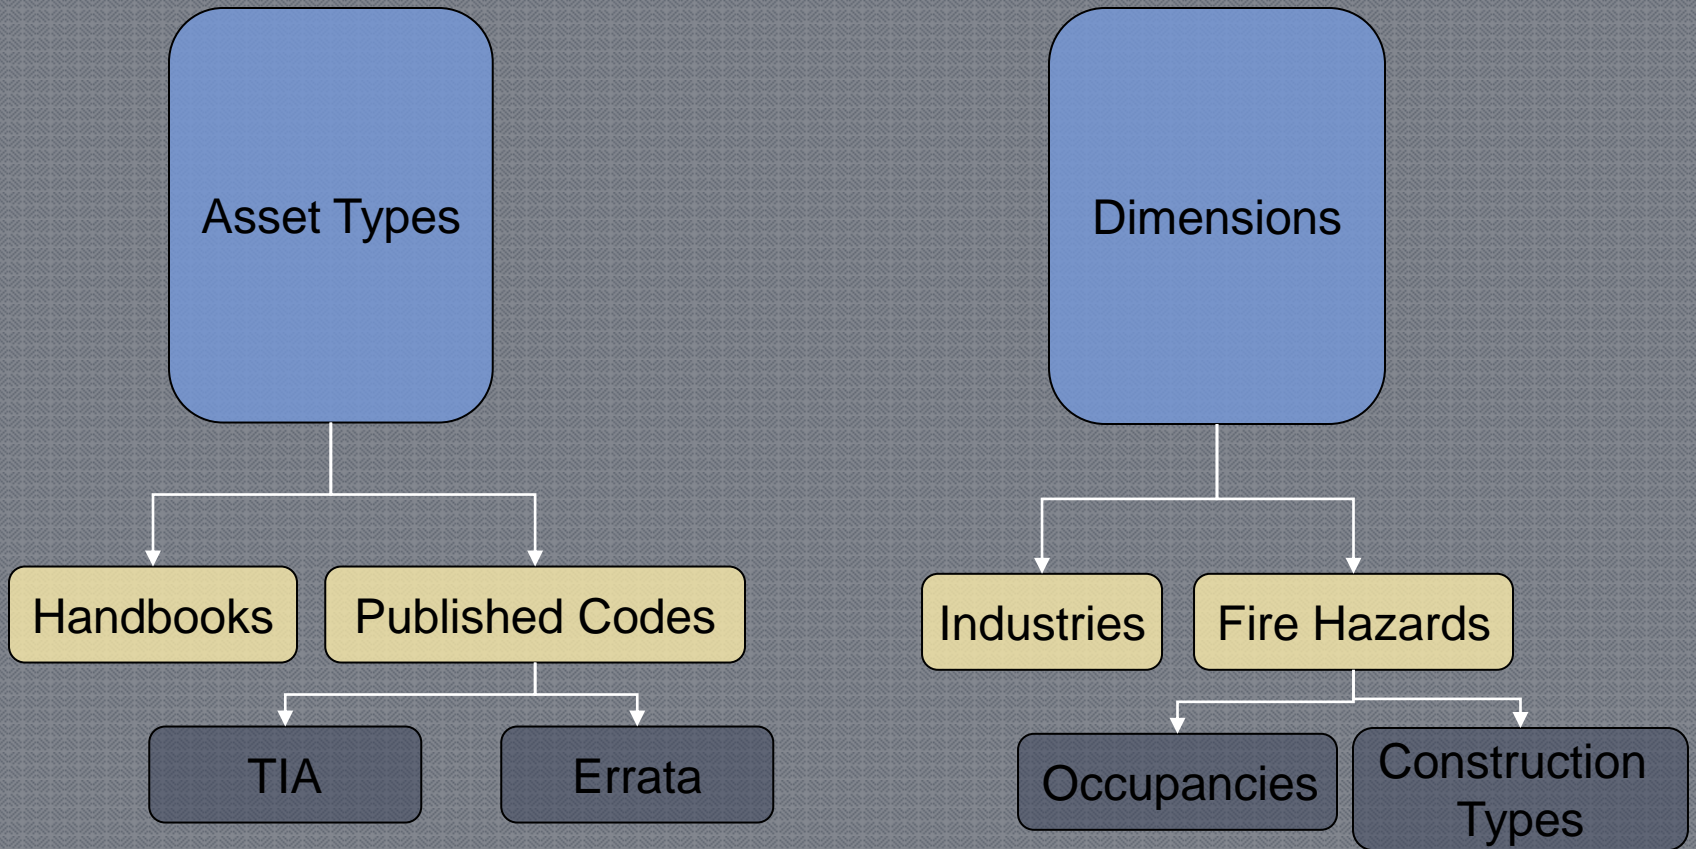 Asset Types
Dimensions
Handbooks
Published Codes
Industries
Fire Hazards
TIA
Errata
Occupancies
Construction
Types